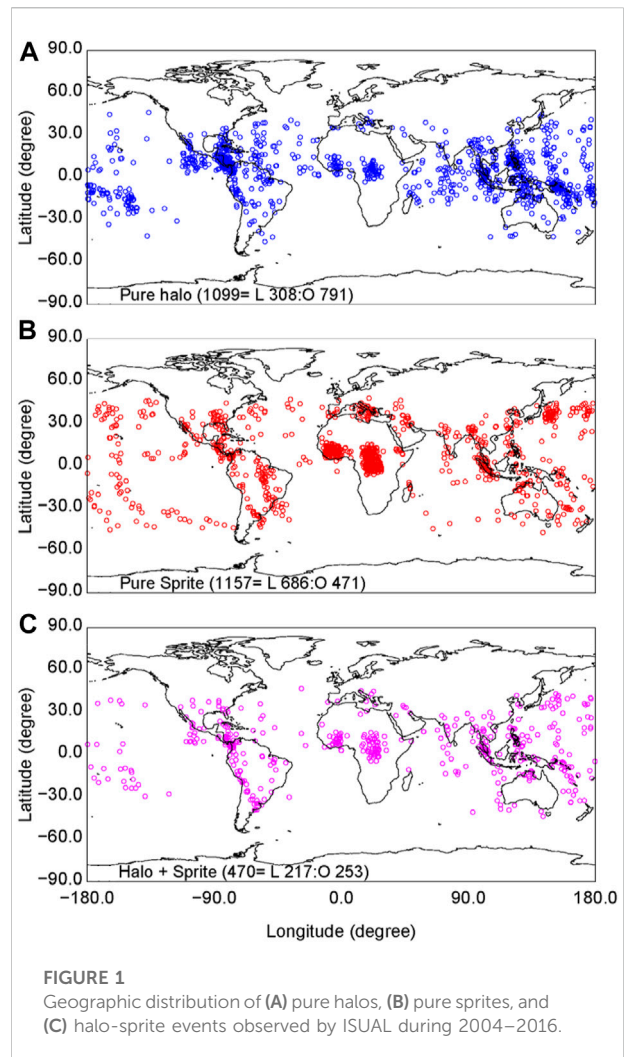 A
90.0
60.0
30.0
0.0
−30.0
−60.0
−90.0
Latitude (degree)
Pure halo (1099= L 308:O 791)
B
90.0
60.0
30.0
0.0
−30.0
−60.0
−90.0
Latitude (degree)
Pure Sprite (1157= L 686:O 471)
C
90.0
60.0
30.0
0.0
−30.0
−60.0
−90.0
Latitude (degree)
Halo + Sprite (470= L 217:O 253)
−180.0 −90.0 0.0 90.0 180.0
Longitude (degree)
FIGURE 1
Geographic distribution of (A) pure halos, (B) pure sprites, and
(C) halo-sprite events observed by ISUAL during 2004–2016.